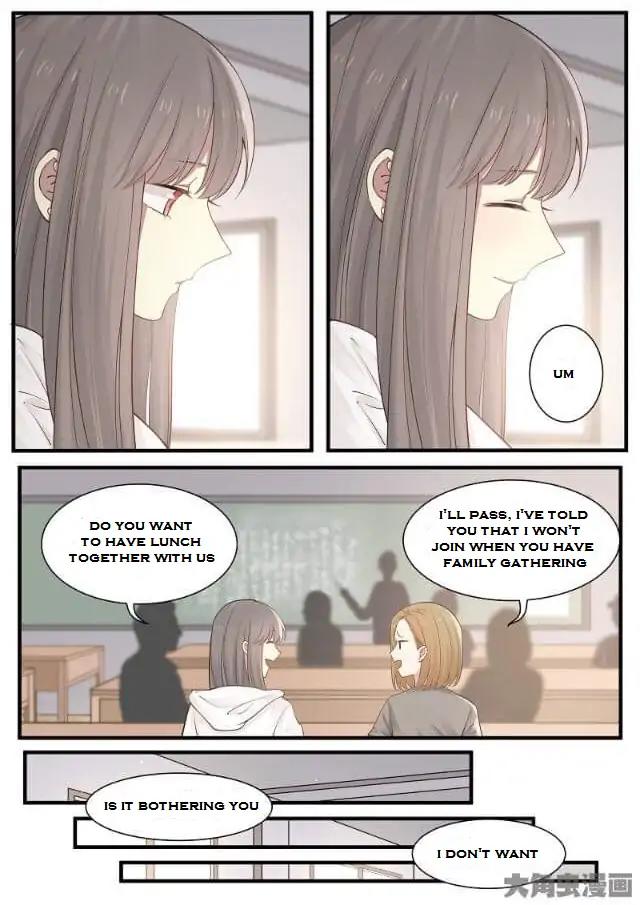 UM
DO YOU WANT
TO HAVE LUNCH
TOGETHER WITH US
I'LL PASS, I'VE TOLD
YOU THAT I WON'T
JOIN WHEN YOU HAVE
FAMILY GATHERING
IS IT BOTHERING YOU
I DON'T WANT
大角虫漫画